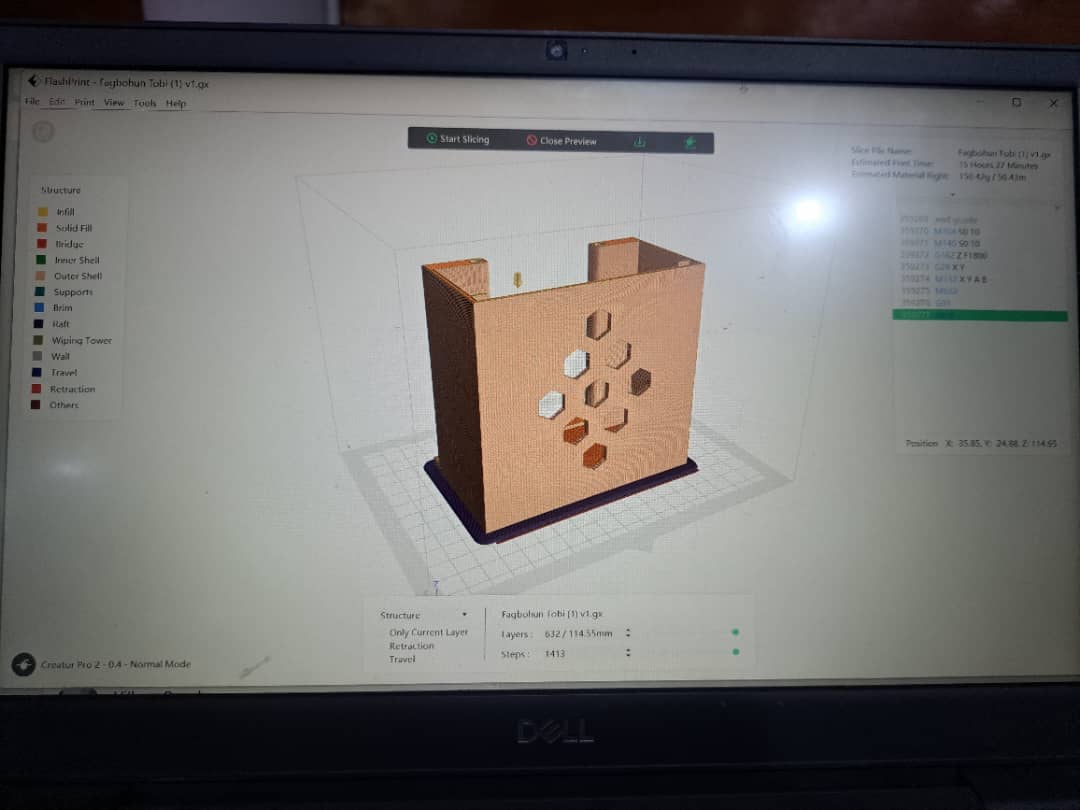 FlashPrint - Fagbohun Tobi (1) v1.gx
File Edit Print View Tools Help
Start Slicing Close Preview
Slice File Name: Fagbohun Tobi (1) v1.gx
Estimated Print Time: 15 Hours 27 Minutes
Estimated Material Right:
Structure
Infill
Solid Fill
Bridge
Inner Shell
Outer Shell
Supports
Brim
Raft
Wiping Tower
Wall
Travel
Retraction
Others
Position X: 35.85, Y: 24.88, Z: 114.55
Z
Structure
Only Current Layer
Retraction
Travel
Fagbohun Tobi (1) v1.gx
Layers: 632 / 114.55mm
Steps: 1413
Creator Pro 2 - 0.4 - Normal Mode
DELL